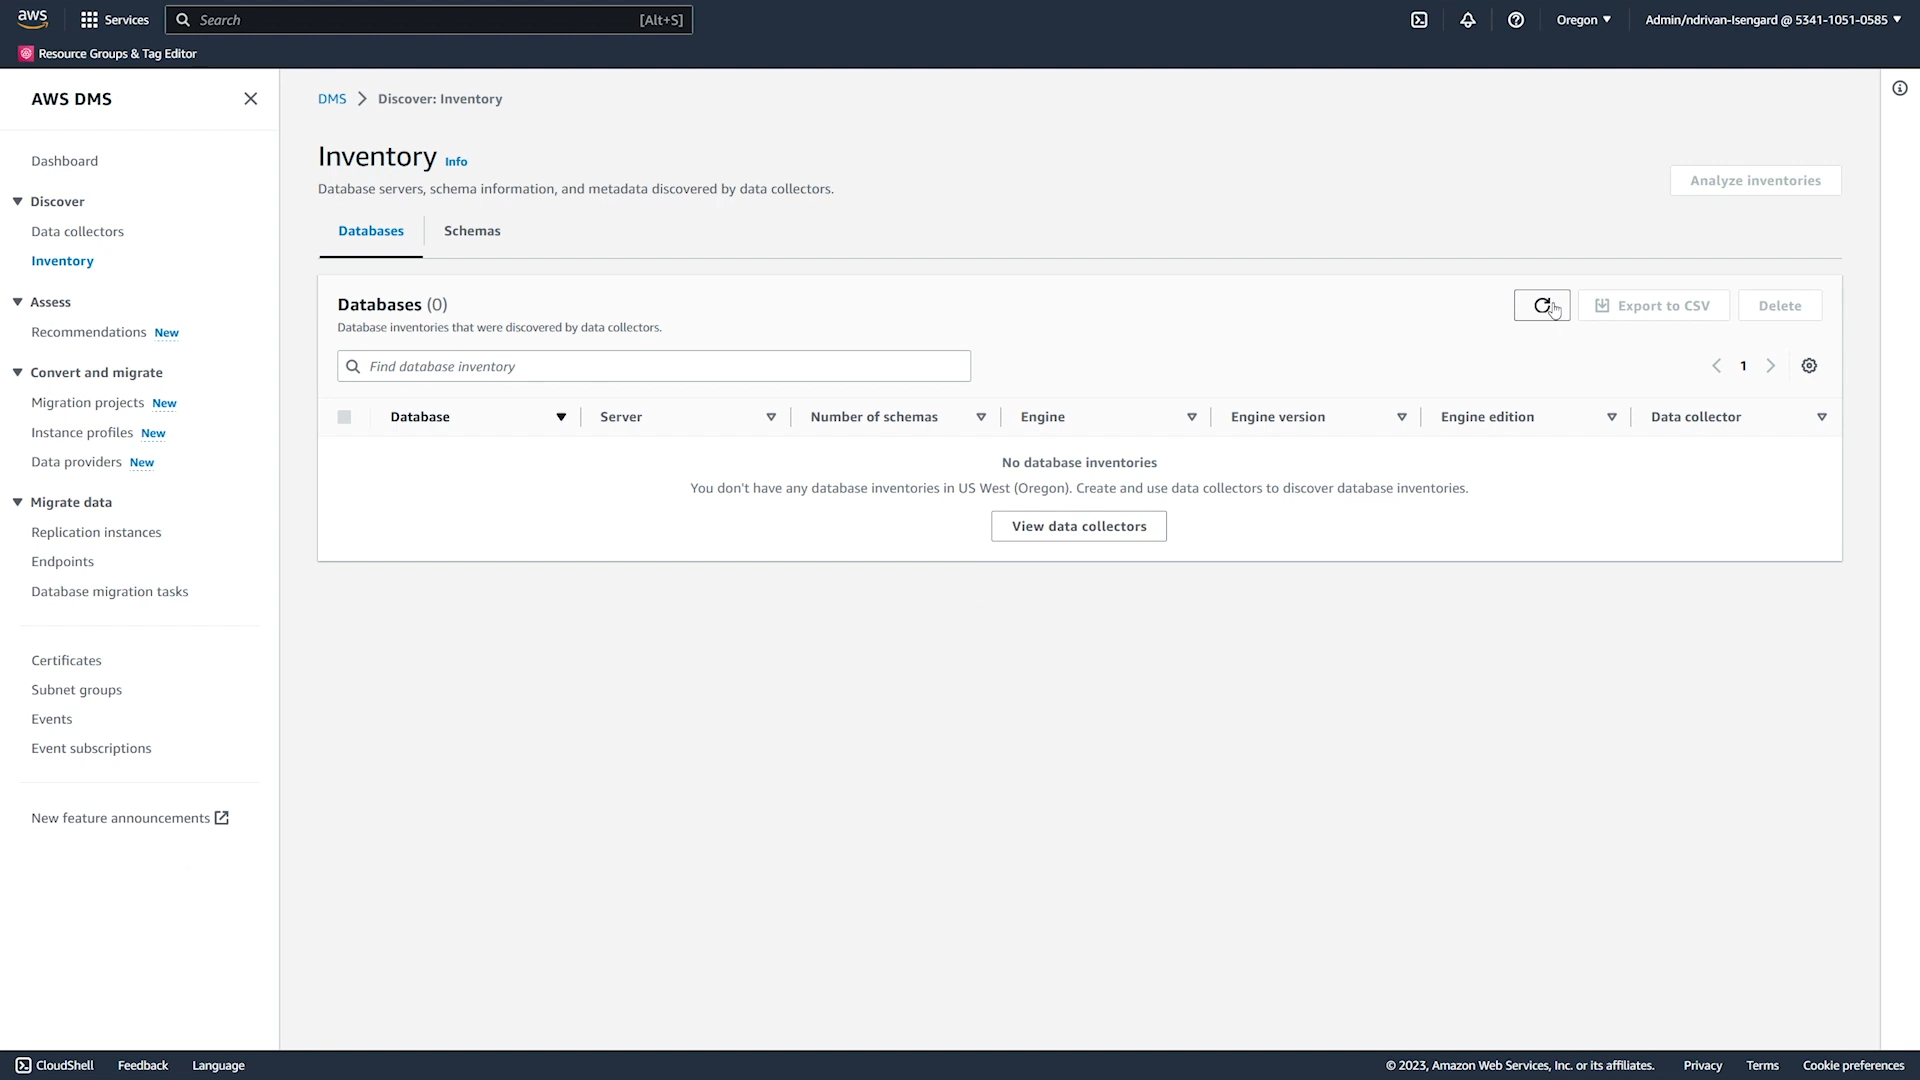 aws Services Search [Alt+S] Oregon Admin/ndrivan-Isengard @ 5341-1051-0585
Resource Groups & Tag Editor
AWS DMS
Dashboard
Discover
Data collectors
Inventory
Assess
Recommendations New
Convert and migrate
Migration projects New
Instance profiles New
Data providers New
Migrate data
Replication instances
Endpoints
Database migration tasks
Certificates
Subnet groups
Events
Event subscriptions
New feature announcements
DMS Discover: Inventory
Inventory Info
Database servers, schema information, and metadata discovered by data collectors.
Analyze inventories
Databases Schemas
Databases (0)
Database inventories that were discovered by data collectors.
Export to CSV Delete
Find database inventory
1
Database Server Number of schemas Engine Engine version Engine edition Data collector
No database inventories
You don't have any database inventories in US West (Oregon). Create and use data collectors to discover database inventories.
View data collectors
CloudShell Feedback Language © 2023, Amazon Web Services, Inc. or its affiliates. Privacy Terms Cookie preferences